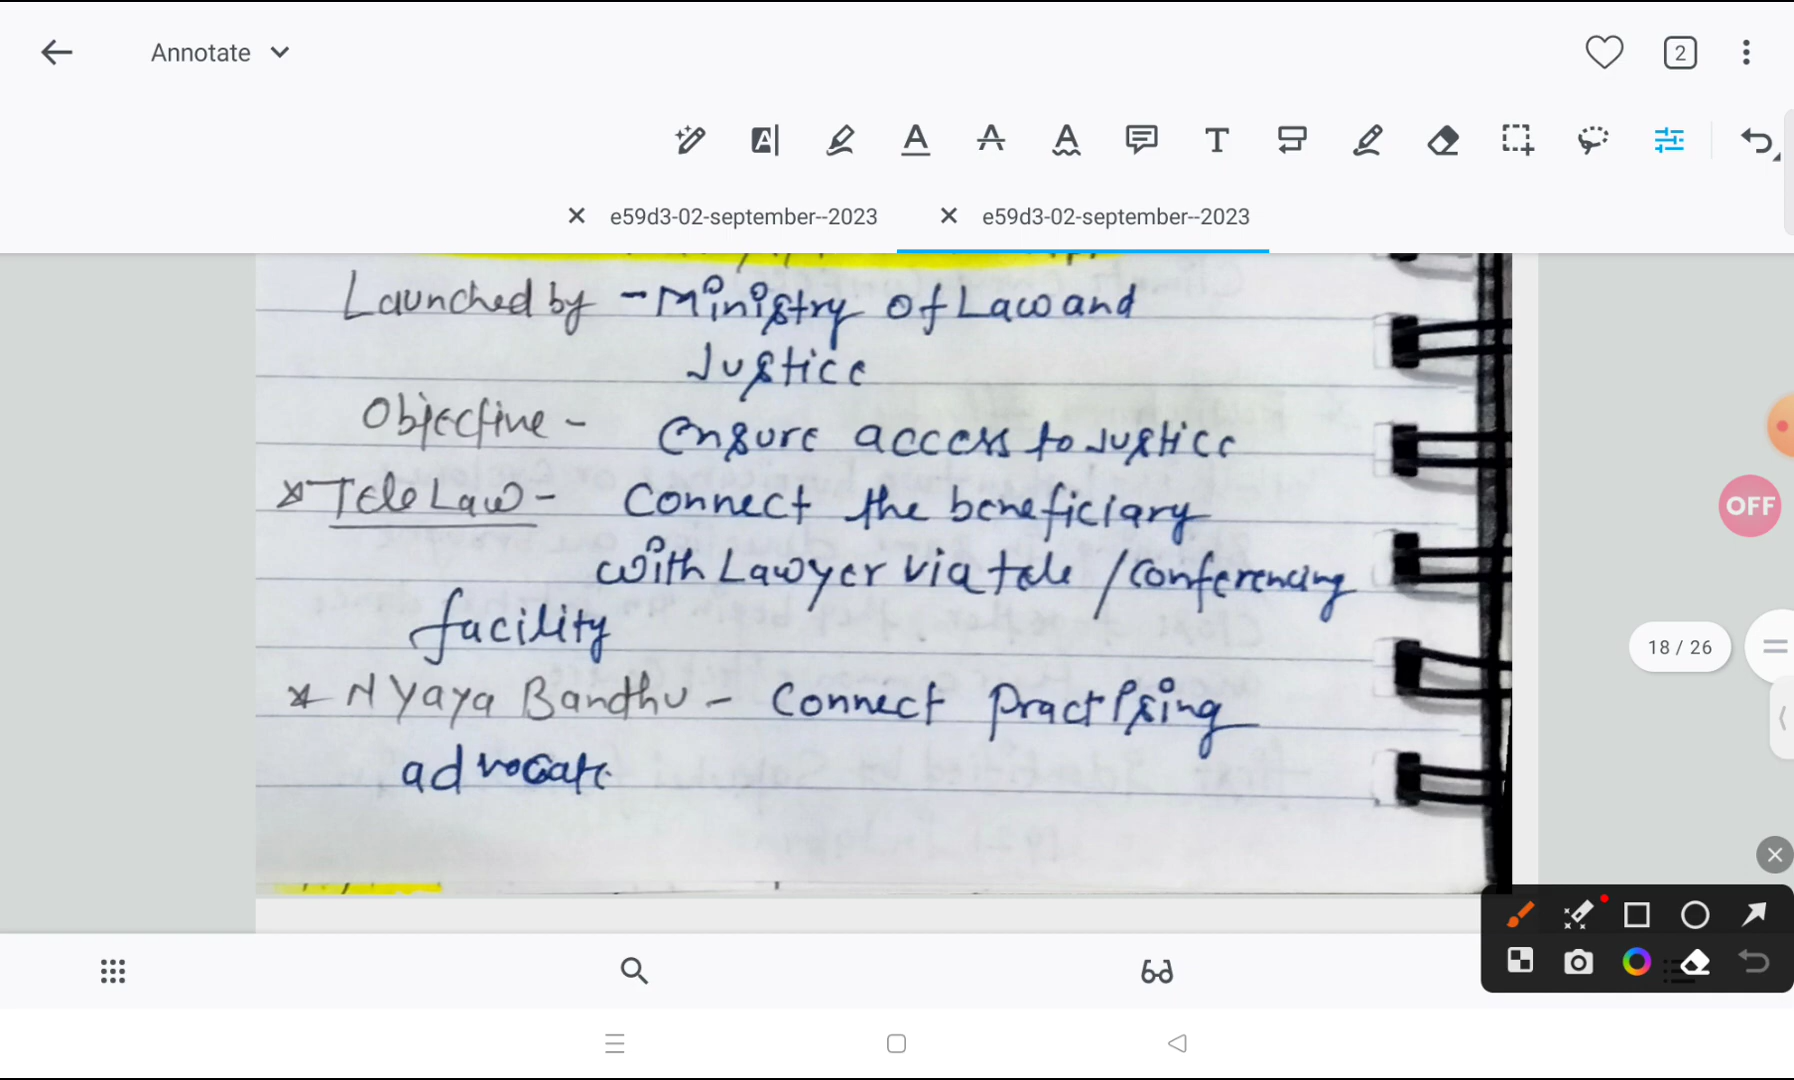 Annotate
2
e59d3-02-september--2023
e59d3-02-september--2023
Launched by - Ministry of Law and
Justice
Objective - Ensure access to Justice
Tele Law - Connect the beneficiary
with Lawyer via tele / conferencing
facility
Nyaya Bandhu - Connect Practising
advocate
OFF
18 / 26